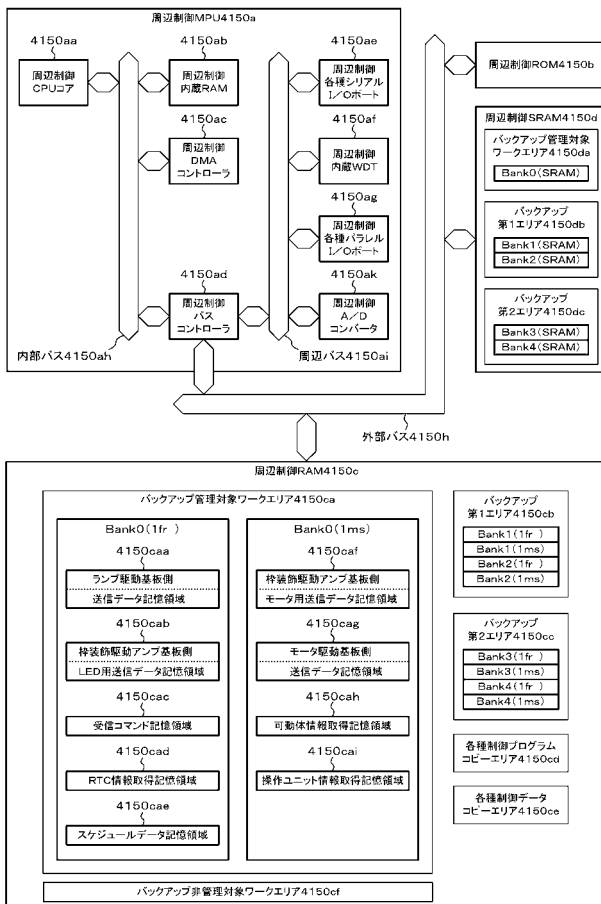 周辺制御MPU4150a
4150aa
周辺制御
CPUコア
4150ab
周辺制御
内蔵RAM
4150ac
周辺制御
DMA
コントローラ
4150ad
周辺制御
バス
コントローラ
4150ae
周辺制御
各種シリアル
I/Oポート
4150af
周辺制御
内蔵WDT
4150ag
周辺制御
各種パラレル
I/Oポート
4150ak
周辺制御
A/D
コンバータ
内部バス4150ah
周辺バス4150ai
外部バス4150h
周辺制御ROM4150b
周辺制御SRAM4150d
バックアップ管理対象
ワークエリア4150da
Bank0(SRAM)
バックアップ
第1エリア4150db
Bank1(SRAM)
Bank2(SRAM)
バックアップ
第2エリア4150dc
Bank3(SRAM)
Bank4(SRAM)
周辺制御RAM4150c
バックアップ管理対象ワークエリア4150ca
Bank0(1fr )
4150caa
ランプ駆動基板側
送信データ記憶領域
4150cab
枠装飾駆動アンプ基板側
LED用送信データ記憶領域
4150cac
受信コマンド記憶領域
4150cad
RTC情報取得記憶領域
4150cae
スケジュールデータ記憶領域
Bank0(1ms)
4150caf
枠装飾駆動アンプ基板側
モータ用送信データ記憶領域
4150cag
モータ駆動基板側
送信データ記憶領域
4150cah
可動体情報取得記憶領域
4150cai
操作ユニット情報取得記憶領域
バックアップ
第1エリア4150cb
Bank1(1fr )
Bank1(1ms)
Bank2(1fr )
Bank2(1ms)
バックアップ
第2エリア4150cc
Bank3(1fr )
Bank3(1ms)
Bank4(1fr )
Bank4(1ms)
各種制御プログラム
コピーエリア4150cd
各種制御データ
コピーエリア4150ce
バックアップ非管理対象ワークエリア4150cf